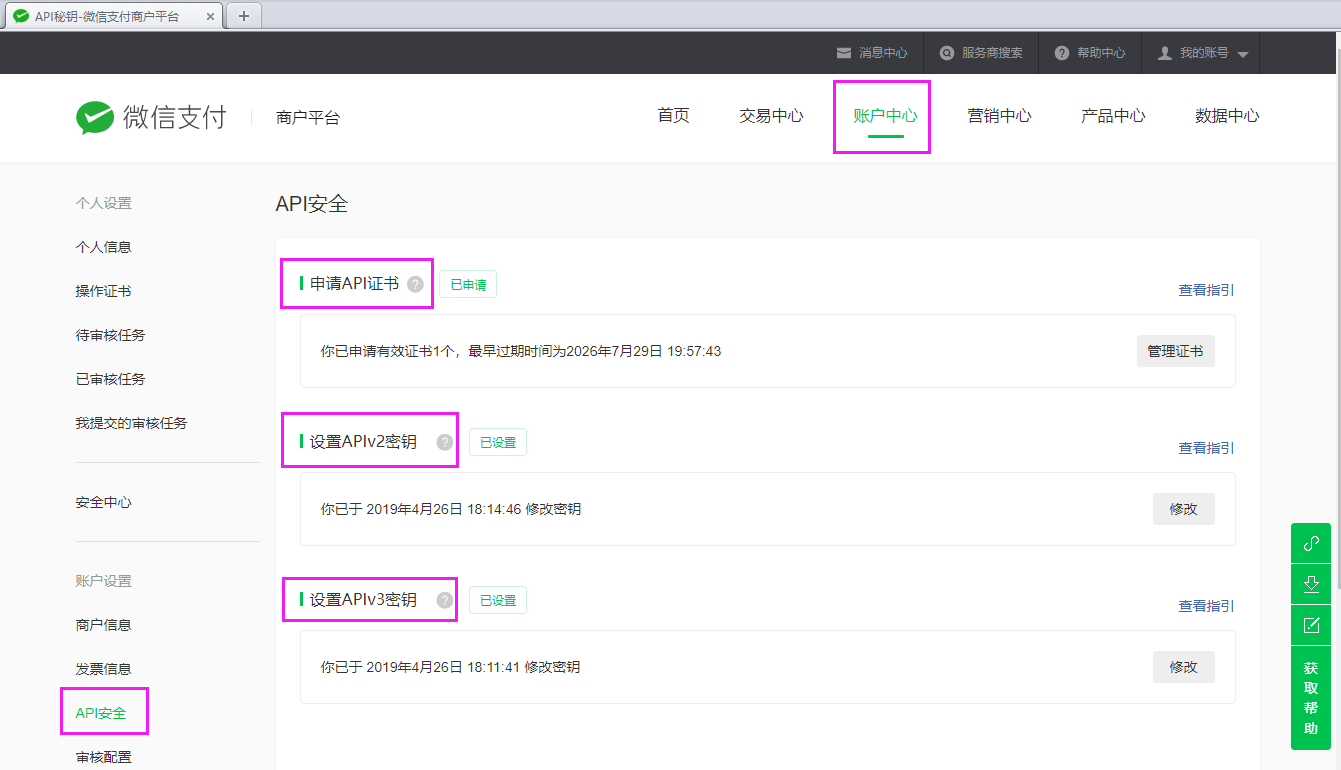 API秘钥-微信支付商户平台
消息中心
服务商搜索
帮助中心
我的账号
微信支付
商户平台
首页
交易中心
账户中心
营销中心
产品中心
数据中心
个人设置
个人信息
操作证书
待审核任务
已审核任务
我提交的审核任务
安全中心
账户设置
商户信息
发票信息
API安全
审核配置
API安全
申请API证书
已申请
查看指引
你已申请有效证书1个，最早过期时间为2026年7月29日 19:57:43
管理证书
设置APIv2密钥
已设置
查看指引
你已于 2019年4月26日 18:14:46 修改密钥
修改
设置APIv3密钥
已设置
查看指引
你已于 2019年4月26日 18:11:41 修改密钥
修改
获取帮助